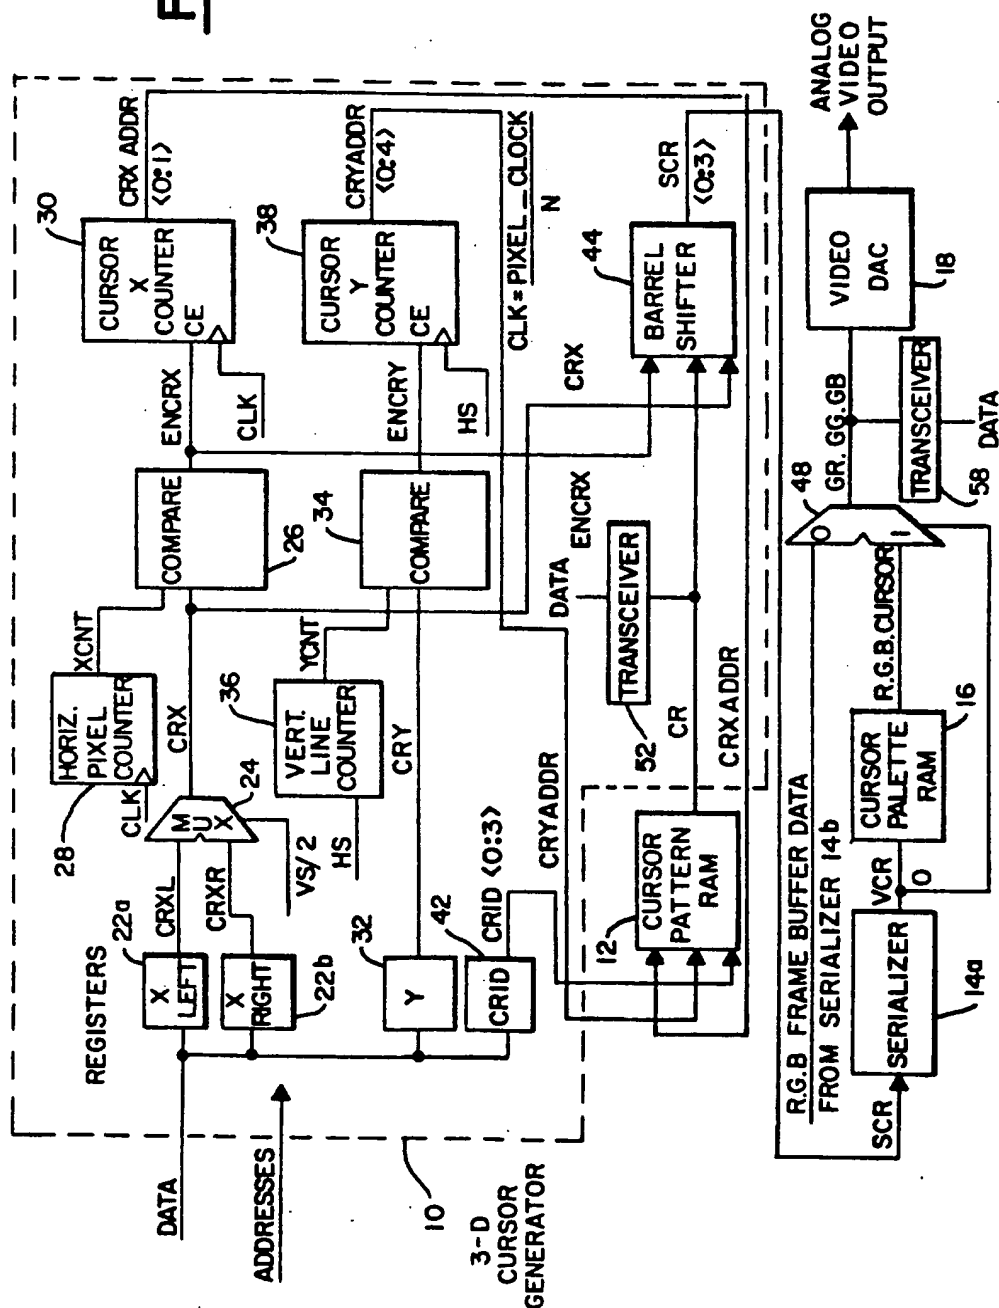 F
DATA
ADDRESSES
10
3-D
CURSOR
GENERATOR
REGISTERS
22a
X
LEFT
X
RIGHT
22b
CRXL
CRXR
MUX
24
VS/2
28
HORIZ.
PIXEL
COUNTER
CLK
XCNT
CRX
COMPARE
26
ENCRX
CLK
30
CURSOR
X
COUNTER
CE
CRX ADDR
<0:1>
32
Y
CRY
36
VERT.
LINE
COUNTER
HS
YCNT
34
COMPARE
ENCRY
HS
38
CURSOR
Y
COUNTER
CE
CRYADDR
<0:4>
42
CRID
CRID <0:3>
CRYADDR
CLK=PIXEL_CLOCK
N
12
CURSOR
PATTERN
RAM
CR
CRXADDR
52
TRANSCEIVER
DATA
ENCRX
CRX
44
BARREL
SHIFTER
SCR
<0:3>
R.G.B FRAME BUFFER DATA
FROM SERIALIZER 14b
SCR
SERIALIZER
14a
VCR
0
CURSOR
PALETTE
RAM
16
R.G.B.CURSOR
48
0
1
GR. GG.GB
TRANSCEIVER
58
DATA
VIDEO
DAC
18
ANALOG
VIDEO
OUTPUT